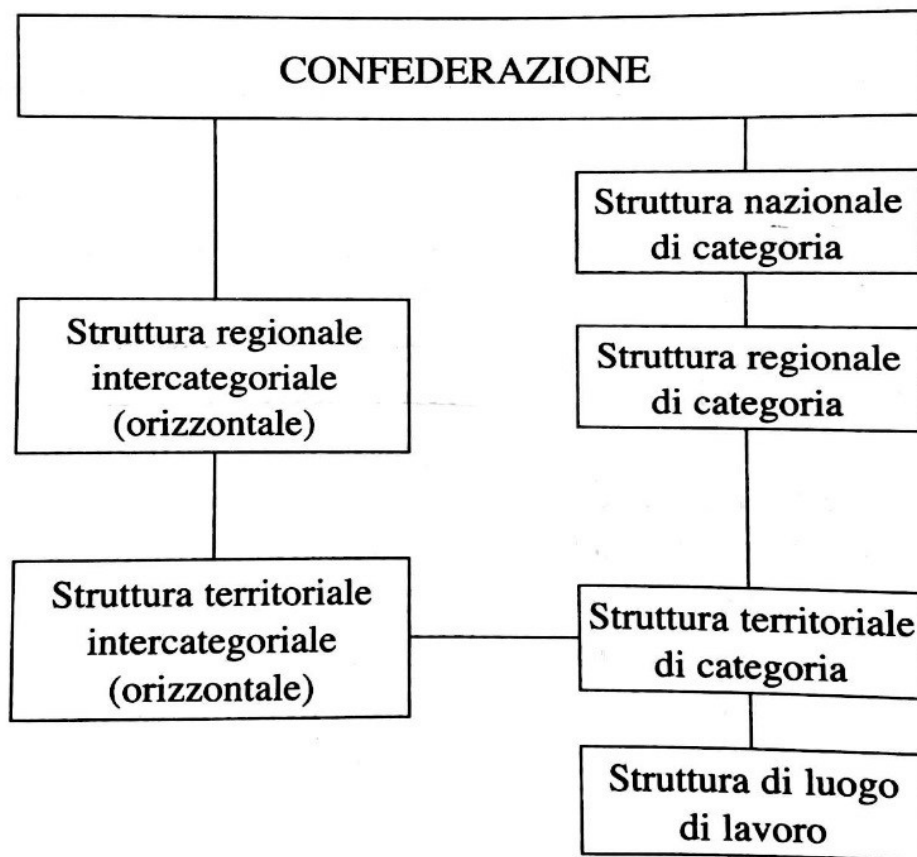 CONFEDERAZIONE
Struttura nazionale
di categoria
Struttura regionale
intercategoriale
(orizzontale)
Struttura regionale
di categoria
Struttura territoriale
intercategoriale
(orizzontale)
Struttura territoriale
di categoria
Struttura di luogo
di lavoro